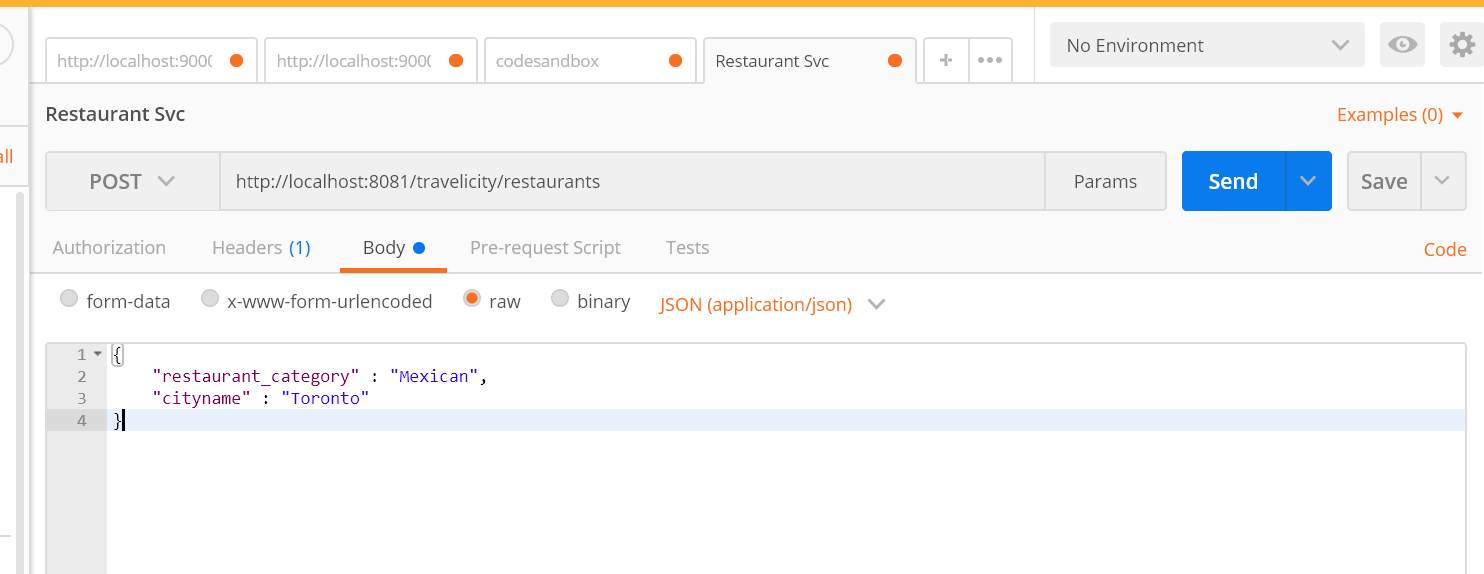 http://localhost:900
http://localhost:900
codesandbox
Restaurant Svc
No Environment
Restaurant Svc
Examples (0)
all
POST
http://localhost:8081/travelicity/restaurants
Params
Send
Save
Authorization
Headers (1)
Body
Pre-request Script
Tests
Code
form-data
x-www-form-urlencoded
raw
binary
JSON (application/json)
1 {
2 "restaurant_category" : "Mexican",
3 "cityname" : "Toronto"
4 }